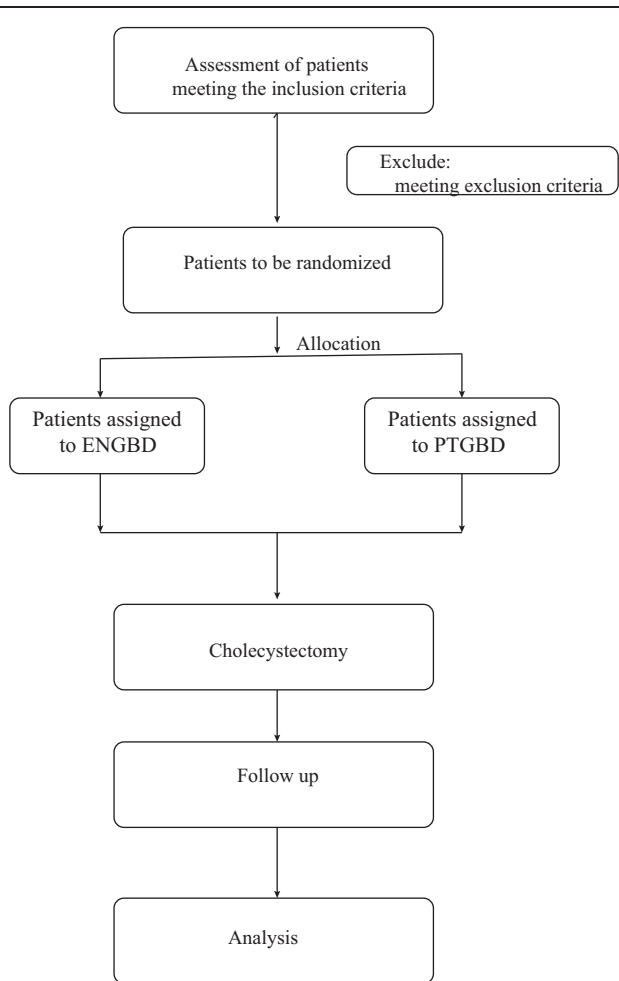 Assessment of patients
meeting the inclusion criteria
Exclude:
meeting exclusion criteria
Patients to be randomized
Allocation
Patients assigned
to ENGBD
Patients assigned
to PTGBD
Cholecystectomy
Follow up
Analysis